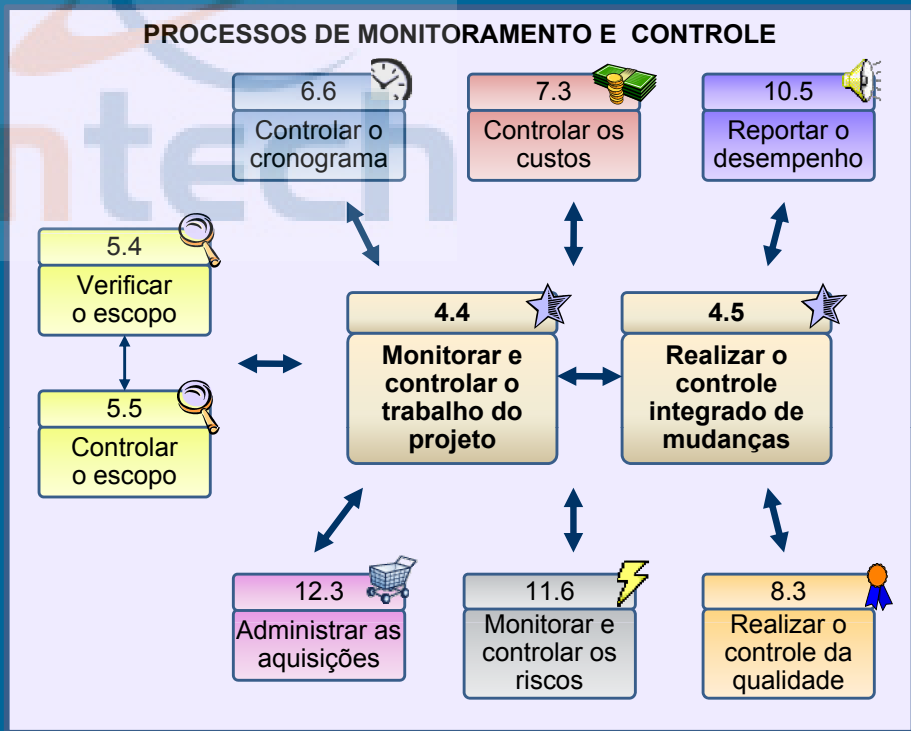 PROCESSOS DE MONITORAMENTO E CONTROLE
6.6
Controlar o
cronograma
7.3
Controlar os
custos
10.5
Reportar o
desempenho
5.4
Verificar
o escopo
5.5
Controlar
o escopo
4.4
Monitorar e
controlar o
trabalho do
projeto
4.5
Realizar o
controle
integrado de
mudanças
12.3
Administrar as
aquisições
11.6
Monitorar e
controlar os
riscos
8.3
Realizar o
controle da
qualidade
ntech